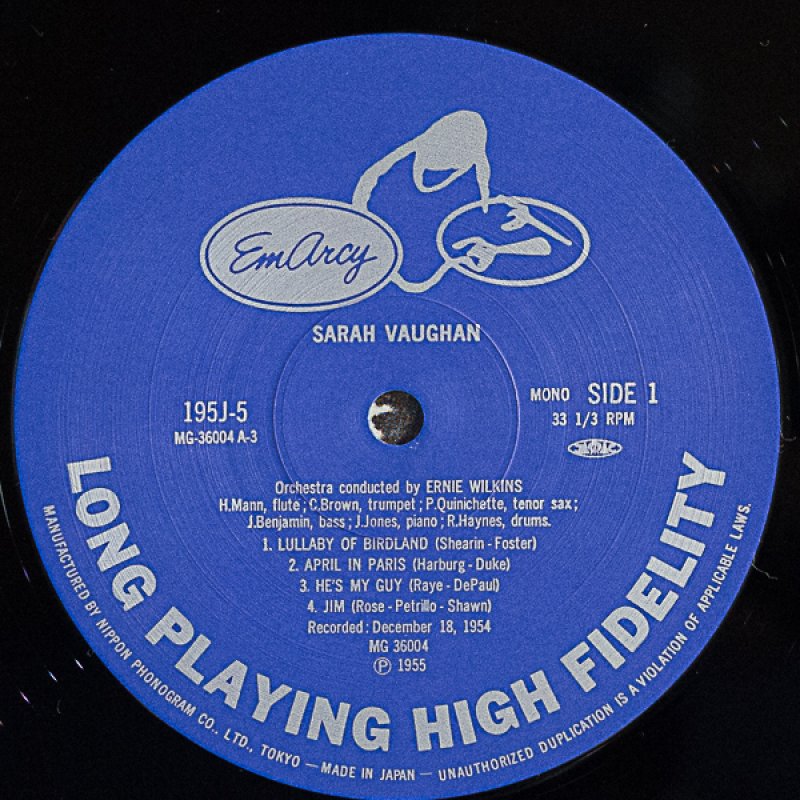 EmArcy
SARAH VAUGHAN
195J-5
MG-36004 A-3
MONO SIDE 1
33 1/3 RPM
Orchestra conducted by ERNIE WILKINS
H.Mann, flute; C.Brown, trumpet; P.Quinichette, tenor sax;
J.Benjamin, bass; J.Jones, piano; R.Haynes, drums.
1. LULLABY OF BIRDLAND (Shearin-Foster)
2. APRIL IN PARIS (Harburg-Duke)
3. HE'S MY GUY (Raye-DePaul)
4. JIM (Rose-Petrillo-Shawn)
Recorded: December 18, 1954
MG 36004
Ⓟ 1955
LONG PLAYING HIGH FIDELITY
MANUFACTURED BY NIPPON PHONOGRAM CO., LTD., TOKYO — MADE IN JAPAN — UNAUTHORIZED DUPLICATION IS A VIOLATION OF APPLICABLE LAWS.